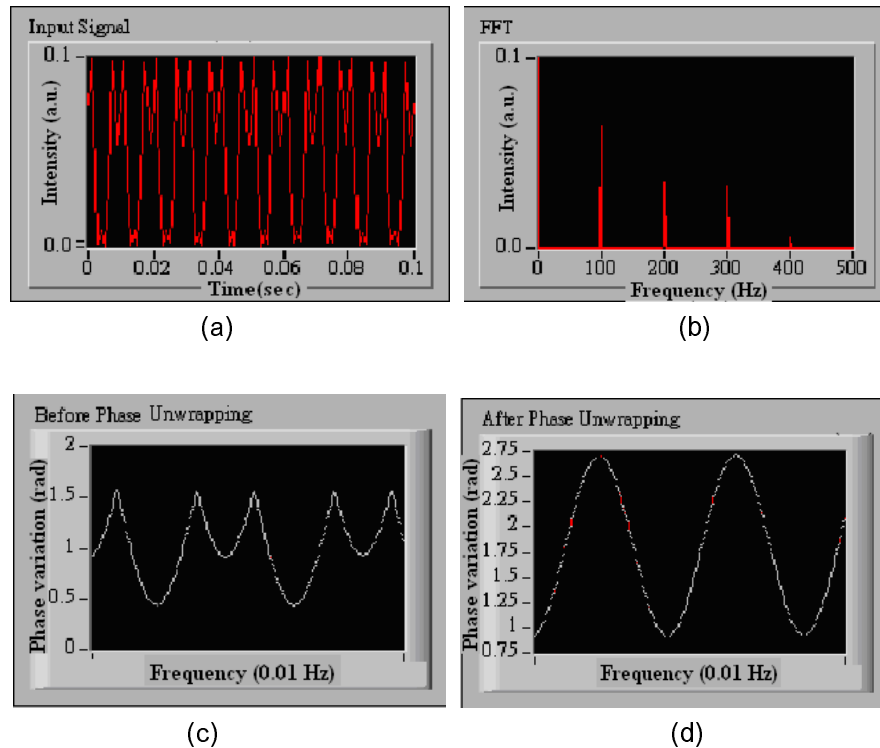 Input Signal
Intensity (a.u.)
0.1
0.0
0 0.02 0.04 0.06 0.08 0.1
Time(sec)
(a)
FFT
Intensity (a.u.)
0.1
0.0
0 100 200 300 400 500
Frequency (Hz)
(b)
Before Phase Unwrapping
Phase variation (rad)
2
1.5
1
0.5
0
Frequency (0.01 Hz)
(c)
After Phase Unwrapping
Phase variation (rad)
2.75
2.5
2.25
2
1.75
1.5
1.25
1
0.75
Frequency (0.01 Hz)
(d)